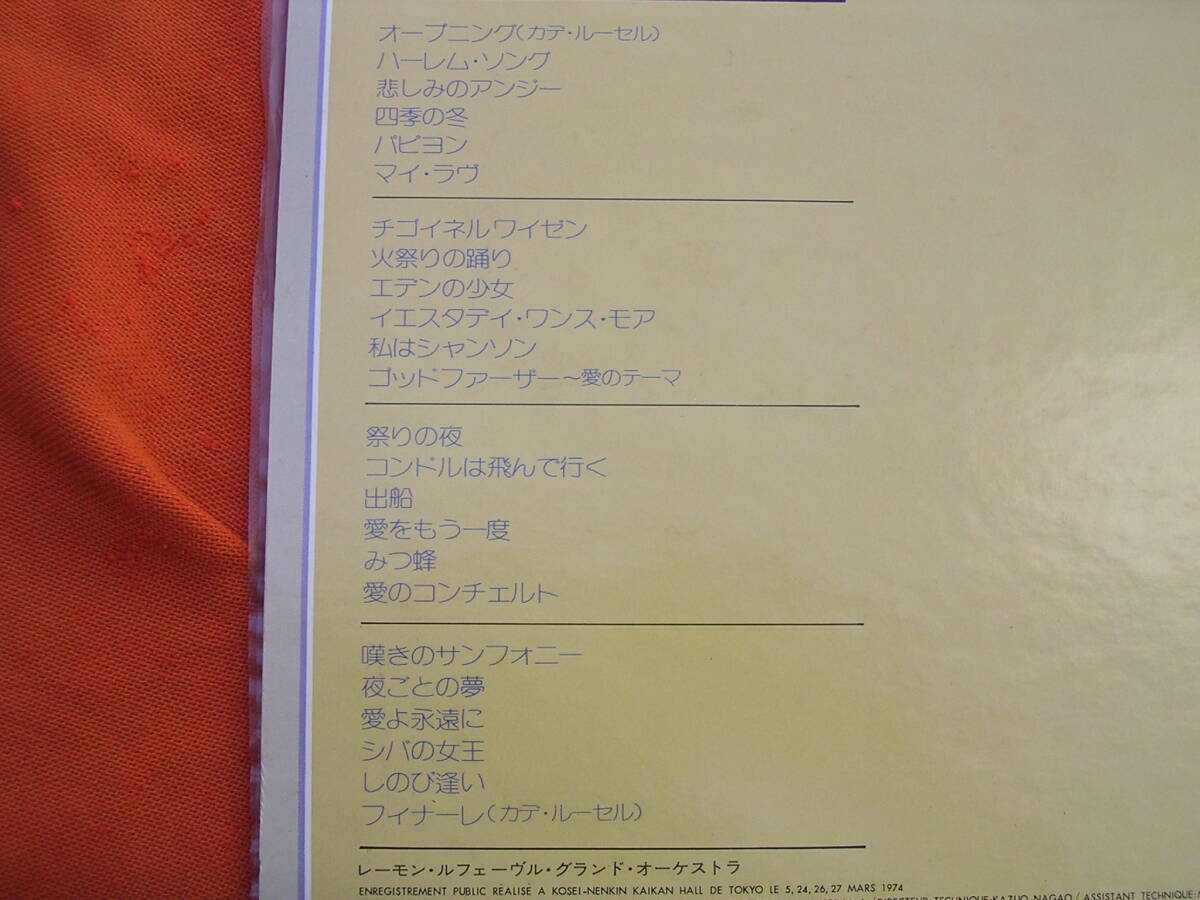 オープニング(カデ・ルーセル)
ハーレム・ソング
悲しみのアンジー
四季の冬
パピヨン
マイ・ラヴ
チゴイネルワイゼン
火祭りの踊り
エデンの少女
イエスタデイ・ワンス・モア
私はシャンソン
ゴッドファーザー〜愛のテーマ
祭りの夜
コンドルは飛んで行く
出船
愛をもう一度
みつ蜂
愛のコンチェルト
嘆きのサンフォニー
夜ごとの夢
愛よ永遠に
シバの女王
しのび逢い
フィナーレ(カデ・ルーセル)
レーモン・ルフェーヴル・グランド・オーケストラ
ENREGISTREMENT PUBLIC RÉALISÉ A KOSEI-NENKIN KAIKAN HALL DE TOKYO LE 5, 24, 26, 27 MARS 1974
/DIRECTEUR TECHNIQUE:KAZUO NAGAO / ASSISTANT TECHNIQUE: